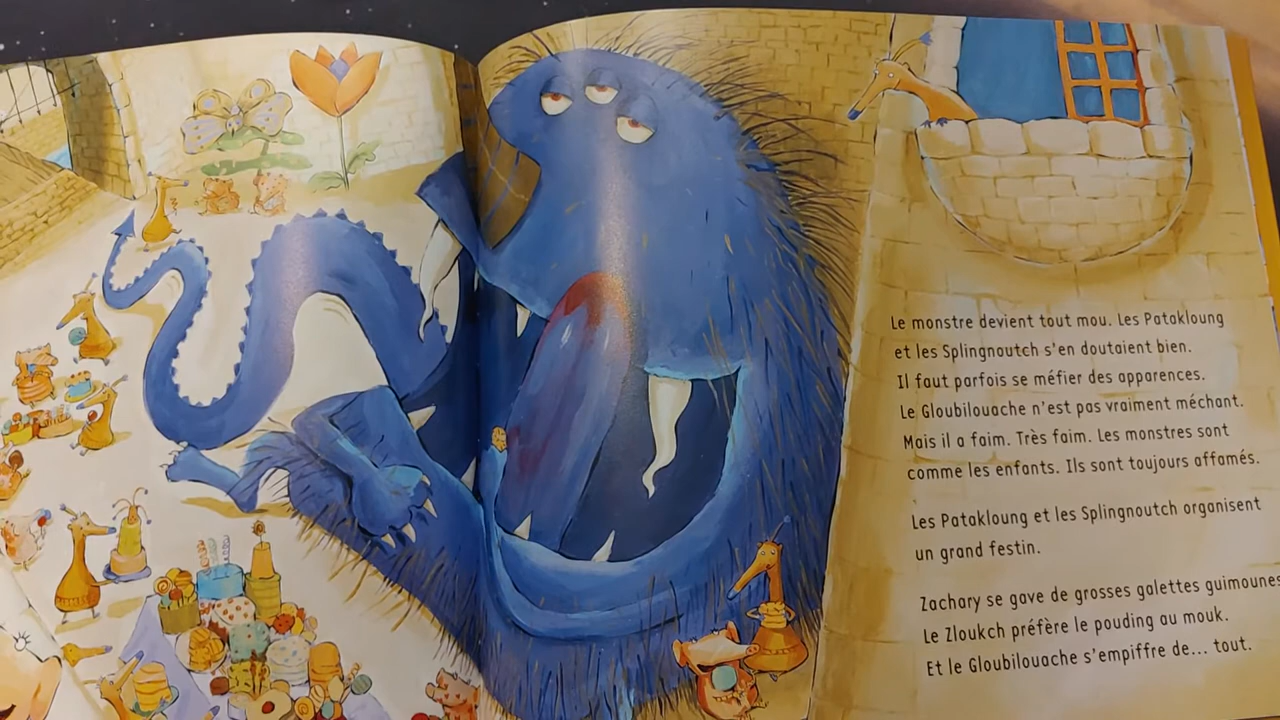 Le monstre devient tout mou. Les Patakloung
et les Splingnoutch s'en doutaient bien.
Il faut parfois se méfier des apparences.
Le Gloubilouache n'est pas vraiment méchant.
Mais il a faim. Très faim. Les monstres sont
comme les enfants. Ils sont toujours affamés.
Les Patakloung et les Splingnoutch organisent
un grand festin.
Zachary se gave de grosses galettes guimounes
Le Zloukch préfère le pouding au mouk.
Et le Gloubilouache s'empiffre de... tout.